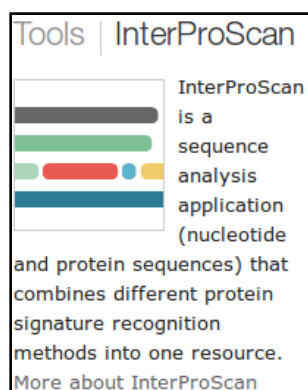 Tools | InterProScan
InterProScan
is a
sequence
analysis
application
(nucleotide
and protein sequences) that
combines different protein
signature recognition
methods into one resource.
More about InterProScan